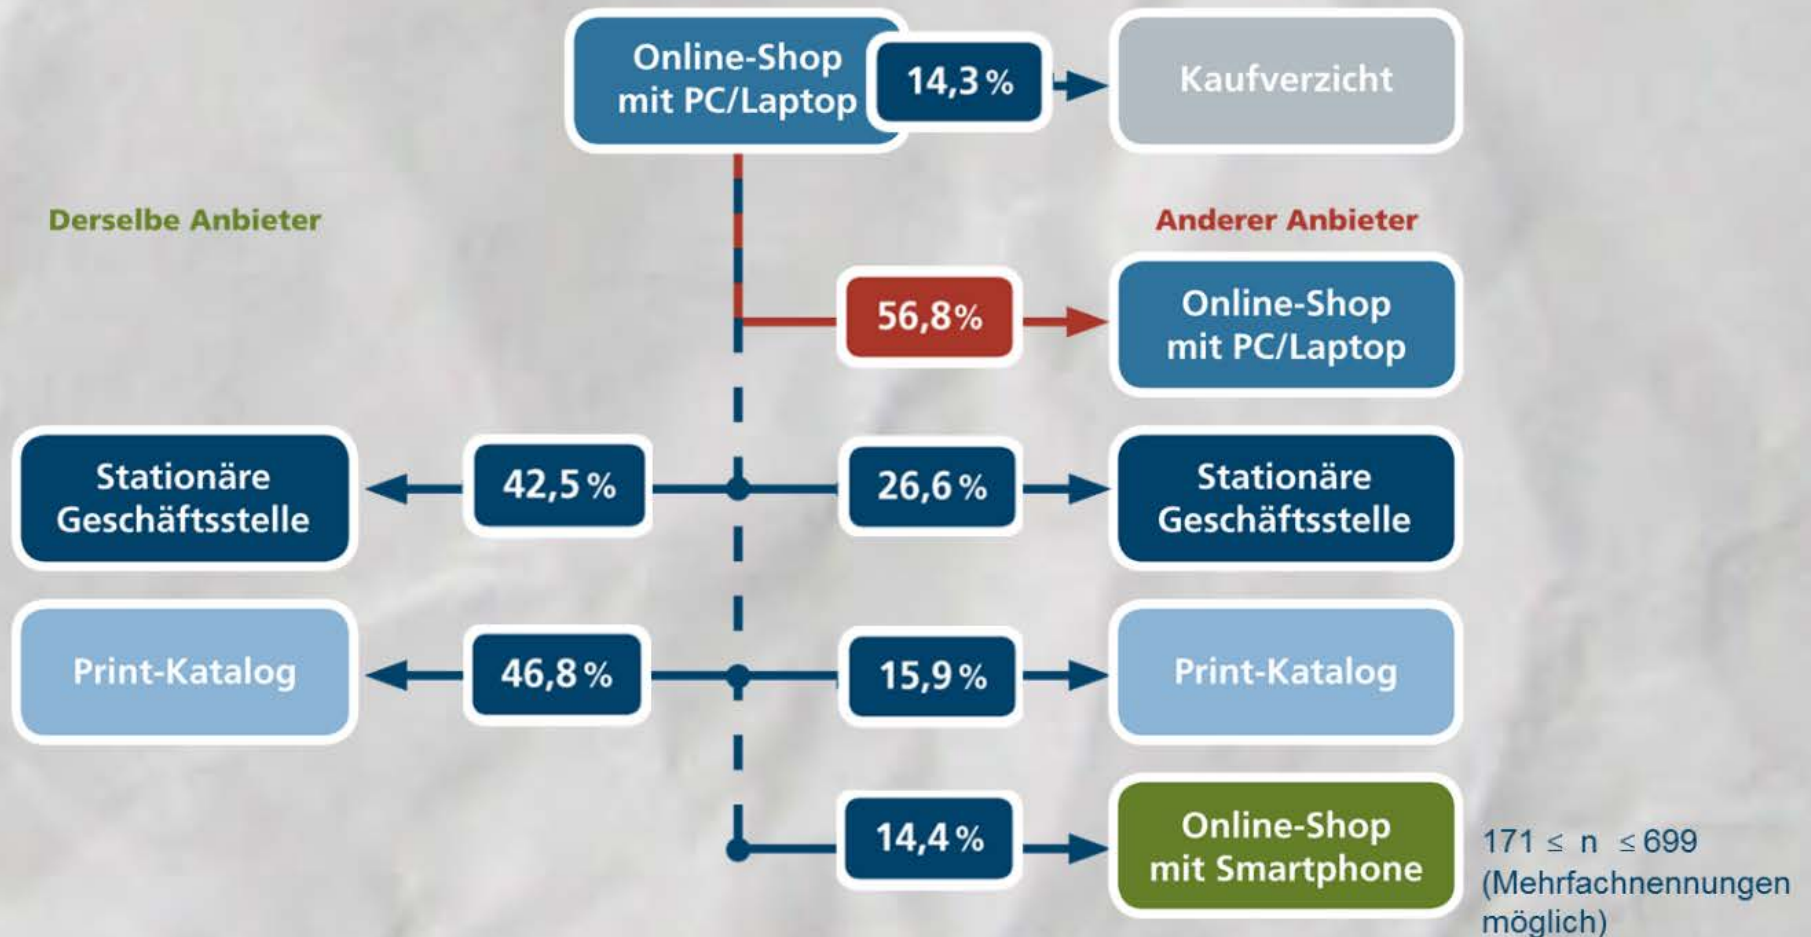 Online-Shop
mit PC/Laptop
14,3 %
Kaufverzicht
Derselbe Anbieter
Anderer Anbieter
56,8%
Online-Shop
mit PC/Laptop
Stationäre
Geschäftsstelle
42,5 %
26,6 %
Stationäre
Geschäftsstelle
Print-Katalog
46,8 %
15,9 %
Print-Katalog
14,4 %
Online-Shop
mit Smartphone
171 ≤ n ≤ 699
(Mehrfachnennungen
möglich)